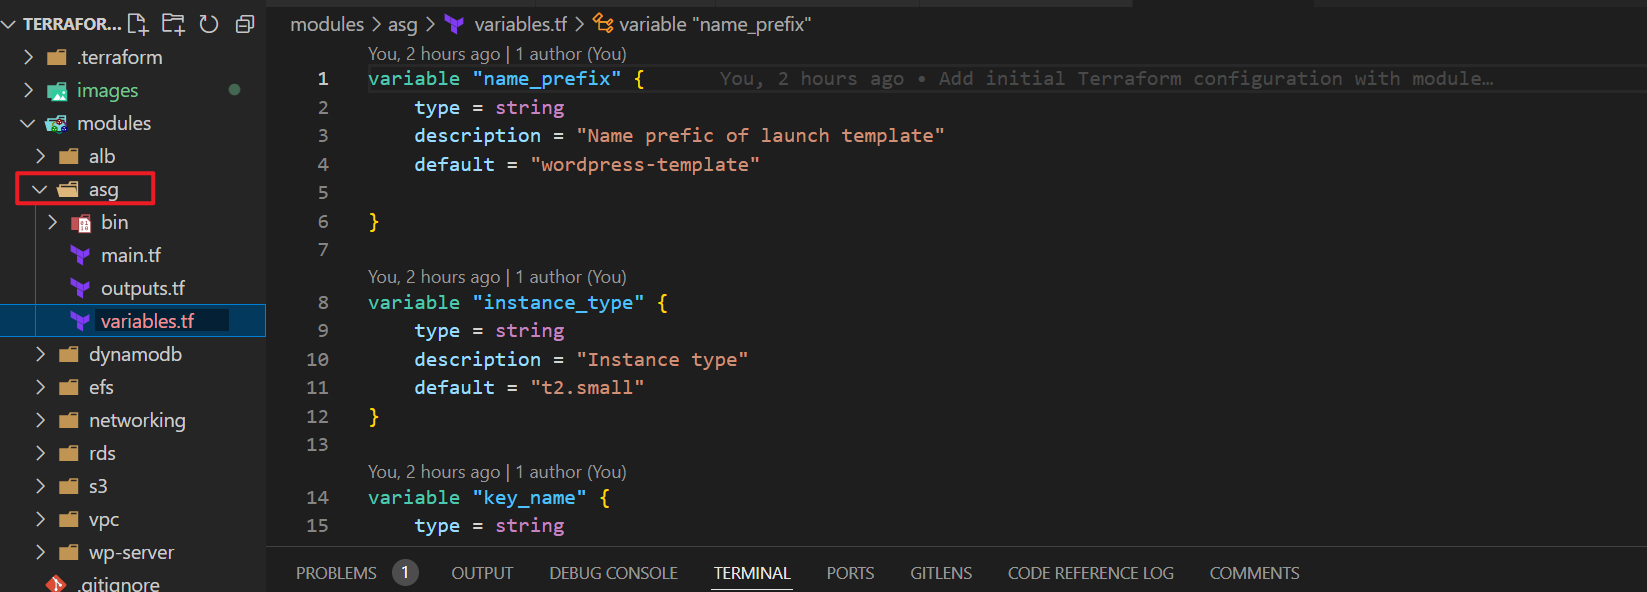 TERRAFOR...
.terraform
images
modules
alb
asg
bin
main.tf
outputs.tf
variables.tf
dynamodb
efs
networking
rds
s3
vpc
wp-server
.gitignore
modules > asg > variables.tf > variable "name_prefix"
You, 2 hours ago | 1 author (You)
1 variable "name_prefix" { You, 2 hours ago • Add initial Terraform configuration with module…
2 type = string
3 description = "Name prefic of launch template"
4 default = "wordpress-template"
5
6 }
7
You, 2 hours ago | 1 author (You)
8 variable "instance_type" {
9 type = string
10 description = "Instance type"
11 default = "t2.small"
12 }
13
You, 2 hours ago | 1 author (You)
14 variable "key_name" {
15 type = string
PROBLEMS 1 OUTPUT DEBUG CONSOLE TERMINAL PORTS GITLENS CODE REFERENCE LOG COMMENTS